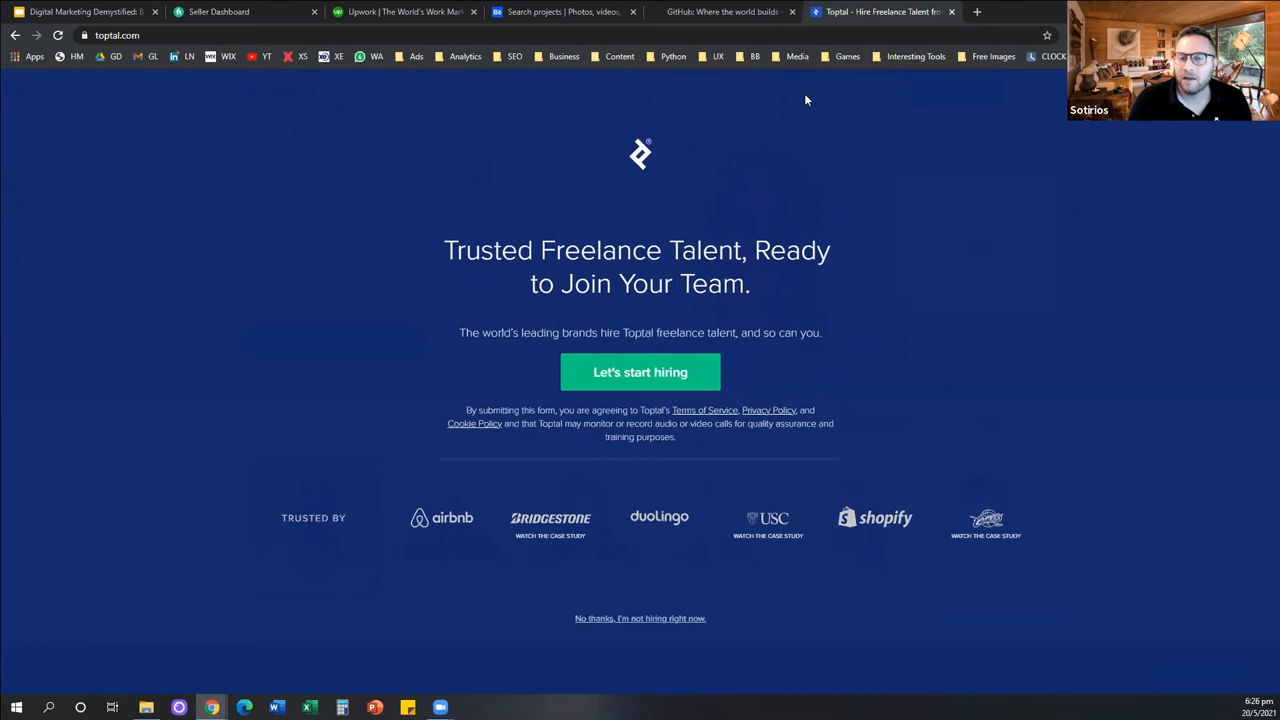 Digital Marketing Demystified: B
Seller Dashboard
Upwork | The World's Work Mark
Search projects | Photos, videos,
GitHub: Where the world builds
Toptal - Hire Freelance Talent fro
toptal.com
Apps HM GD GM LN WIX YT XS XE WA Ads Analytics SEO Business Python UX BB Media Games Interesting Tools Free Images CLOCK
Sotirios
Trusted Freelance Talent, Ready
to Join Your Team.
The world's leading brands hire Toptal freelance talent, and so can you.
Let's start hiring
By submitting this form, you are agreeing to Toptal's Terms of Service, Privacy Policy, and
Cookie Policy and that Toptal may monitor or record audio or video calls for quality assurance and
training purposes.
TRUSTED BY airbnb BRIDGESTONE duolingo USC shopify
WATCH THE CASE STUDY WATCH THE CASE STUDY WATCH THE CASE STUDY
No thanks, I'm not hiring right now.
6:26 pm
20/5/2021